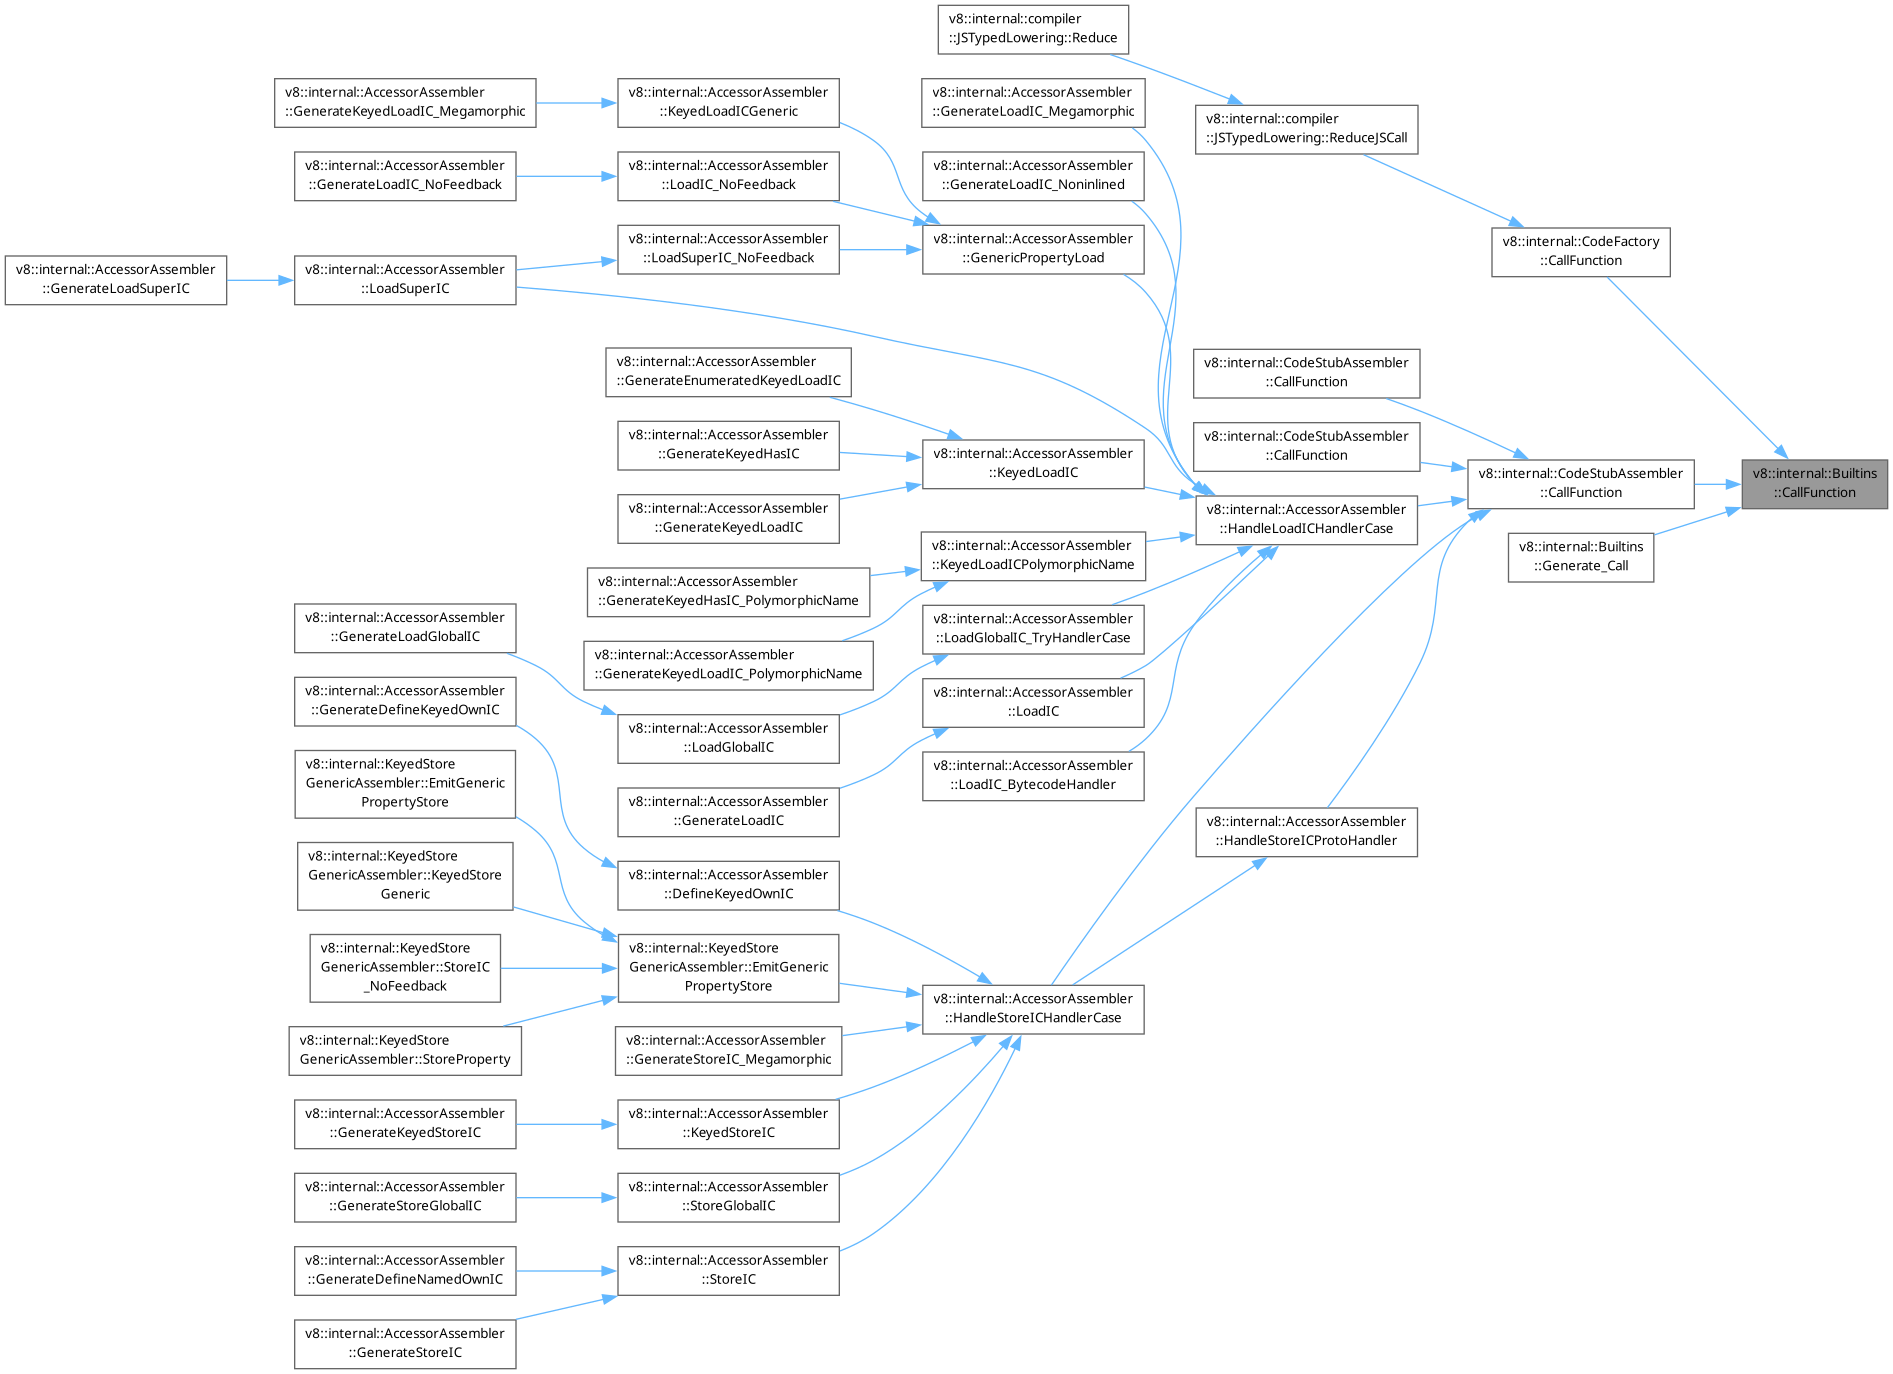 v8::internal::compiler
::JSTypedLowering::Reduce
v8::internal::AccessorAssembler
::GenerateKeyedLoadIC_Megamorphic
v8::internal::AccessorAssembler
::KeyedLoadICGeneric
v8::internal::AccessorAssembler
::GenerateLoadIC_Megamorphic
v8::internal::compiler
::JSTypedLowering::ReduceJSCall
v8::internal::AccessorAssembler
::GenerateLoadIC_NoFeedback
v8::internal::AccessorAssembler
::LoadIC_NoFeedback
v8::internal::AccessorAssembler
::GenerateLoadIC_Noninlined
v8::internal::AccessorAssembler
::LoadSuperIC_NoFeedback
v8::internal::AccessorAssembler
::GenericPropertyLoad
v8::internal::CodeFactory
::CallFunction
v8::internal::AccessorAssembler
::GenerateLoadSuperIC
v8::internal::AccessorAssembler
::LoadSuperIC
v8::internal::AccessorAssembler
::GenerateEnumeratedKeyedLoadIC
v8::internal::CodeStubAssembler
::CallFunction
v8::internal::AccessorAssembler
::GenerateKeyedHasIC
v8::internal::AccessorAssembler
::KeyedLoadIC
v8::internal::CodeStubAssembler
::CallFunction
v8::internal::CodeStubAssembler
::CallFunction
v8::internal::Builtins
::CallFunction
v8::internal::AccessorAssembler
::GenerateKeyedLoadIC
v8::internal::AccessorAssembler
::HandleLoadICHandlerCase
v8::internal::AccessorAssembler
::KeyedLoadICPolymorphicName
v8::internal::Builtins
::Generate_Call
v8::internal::AccessorAssembler
::GenerateKeyedHasIC_PolymorphicName
v8::internal::AccessorAssembler
::GenerateLoadGlobalIC
v8::internal::AccessorAssembler
::LoadGlobalIC_TryHandlerCase
v8::internal::AccessorAssembler
::GenerateKeyedLoadIC_PolymorphicName
v8::internal::AccessorAssembler
::GenerateDefineKeyedOwnIC
v8::internal::AccessorAssembler
::LoadIC
v8::internal::AccessorAssembler
::LoadGlobalIC
v8::internal::KeyedStore
GenericAssembler::EmitGeneric
PropertyStore
v8::internal::AccessorAssembler
::LoadIC_BytecodeHandler
v8::internal::AccessorAssembler
::GenerateLoadIC
v8::internal::AccessorAssembler
::HandleStoreICProtoHandler
v8::internal::KeyedStore
GenericAssembler::KeyedStore
Generic
v8::internal::AccessorAssembler
::DefineKeyedOwnIC
v8::internal::KeyedStore
GenericAssembler::StoreIC
_NoFeedback
v8::internal::KeyedStore
GenericAssembler::EmitGeneric
PropertyStore
v8::internal::AccessorAssembler
::HandleStoreICHandlerCase
v8::internal::KeyedStore
GenericAssembler::StoreProperty
v8::internal::AccessorAssembler
::GenerateStoreIC_Megamorphic
v8::internal::AccessorAssembler
::GenerateKeyedStoreIC
v8::internal::AccessorAssembler
::KeyedStoreIC
v8::internal::AccessorAssembler
::GenerateStoreGlobalIC
v8::internal::AccessorAssembler
::StoreGlobalIC
v8::internal::AccessorAssembler
::GenerateDefineNamedOwnIC
v8::internal::AccessorAssembler
::StoreIC
v8::internal::AccessorAssembler
::GenerateStoreIC